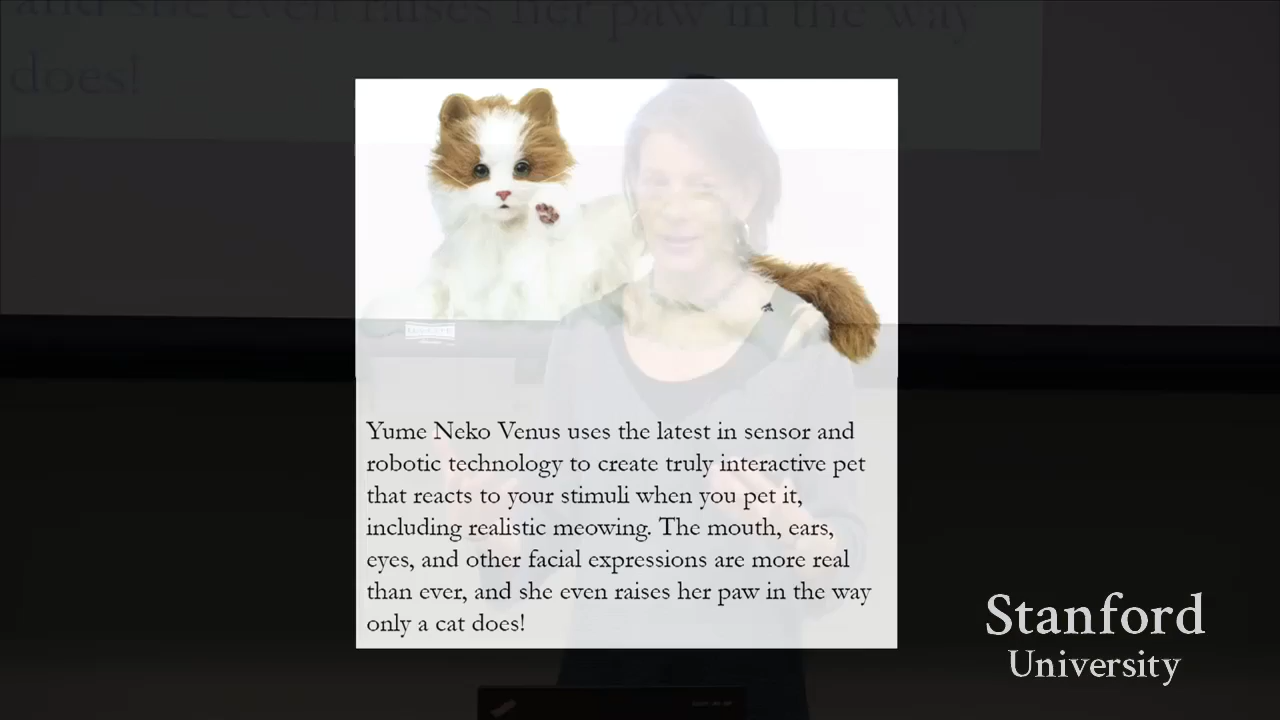 and she even raises her paw in the way
does!
Yume Neko Venus uses the latest in sensor and
robotic technology to create truly interactive pet
that reacts to your stimuli when you pet it,
including realistic meowing. The mouth, ears,
eyes, and other facial expressions are more real
than ever, and she even raises her paw in the way
only a cat does!
Stanford
University